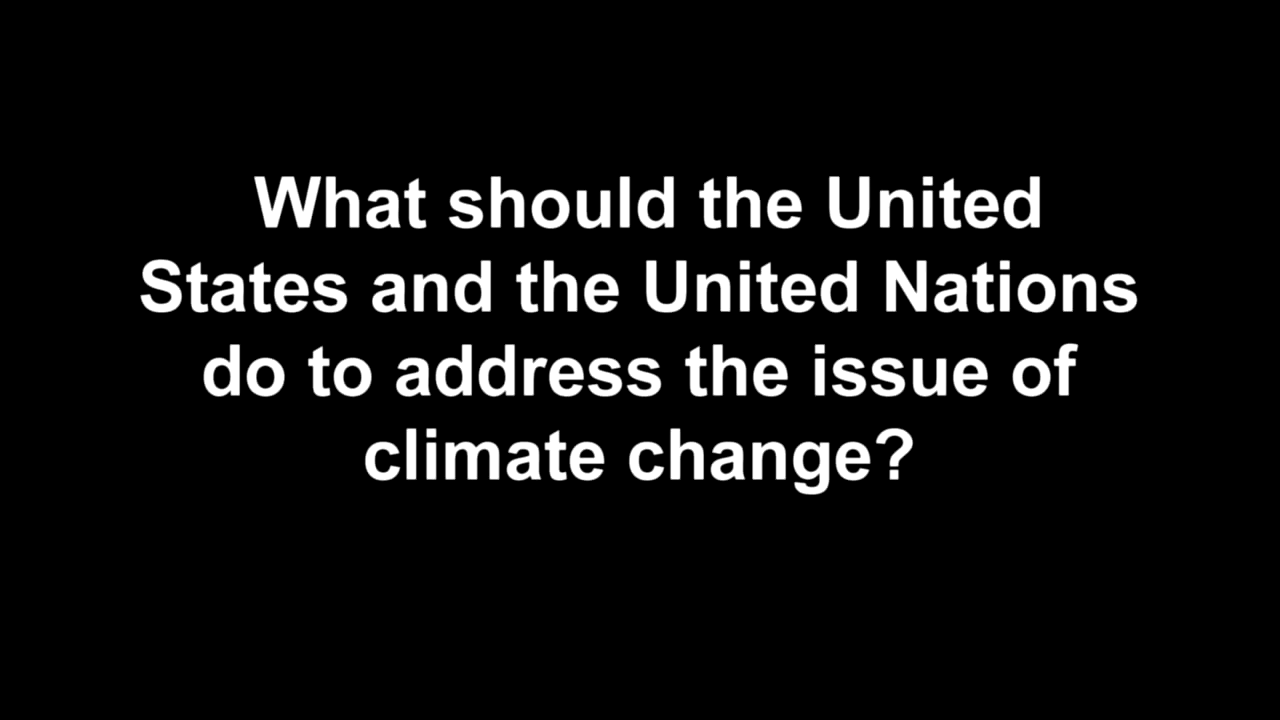 What should the United
States and the United Nations
do to address the issue of
climate change?